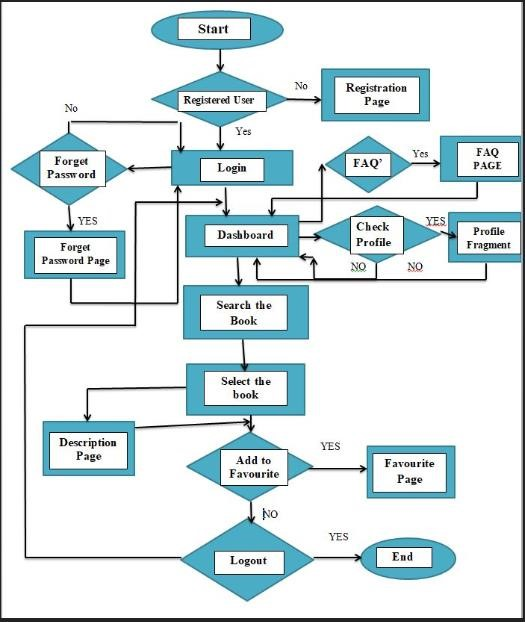 Start
No
Registered User
Registration
Page
No
Yes
Forget
Password
Login
FAQ'
Yes
FAQ
PAGE
YES
Forget
Password Page
Dashboard
Check
Profile
YES
Profile
Fragment
NO
NO
Search the
Book
Select the
book
Description
Page
Add to
Favourite
YES
Favourite
Page
NO
Logout
YES
End